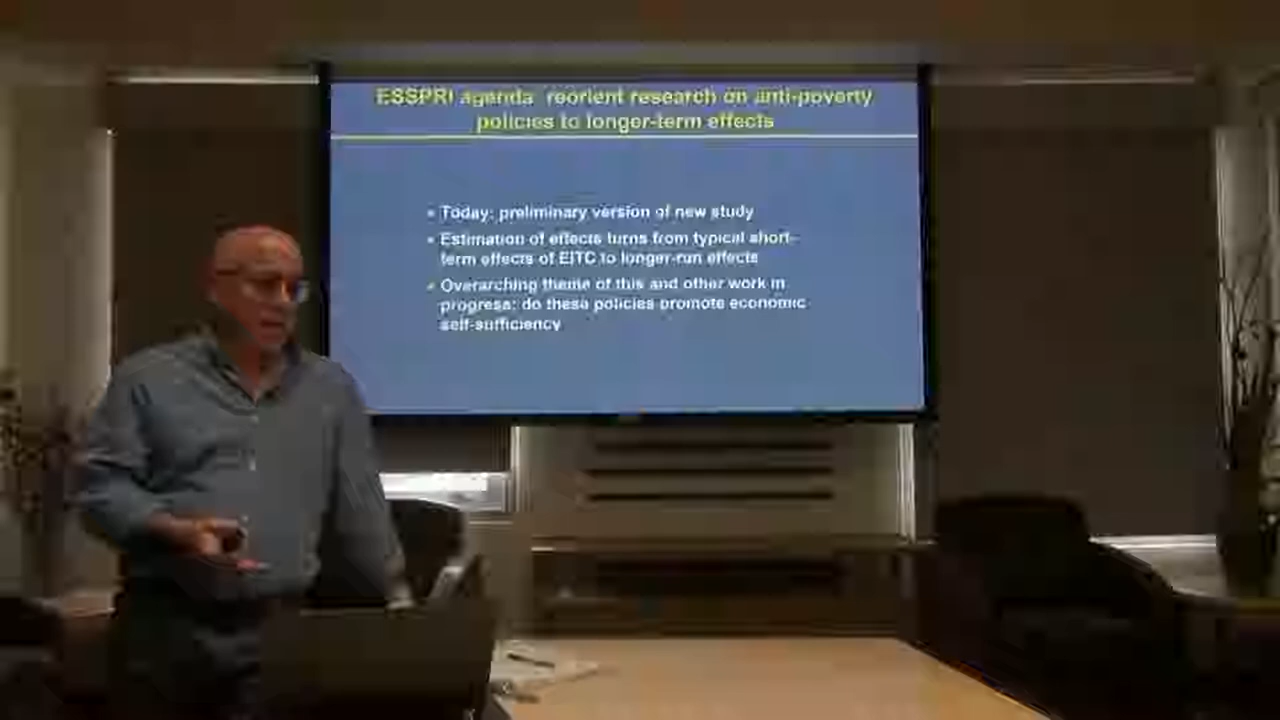 ESSPRI agenda: reorient research on anti-poverty
policies to longer-term effects
• Today: preliminary version of new study
• Estimation of effects turns from typical short-
term effects of EITC to longer-run effects
• Overarching theme of this and other work in
progress: do these policies promote economic
self-sufficiency